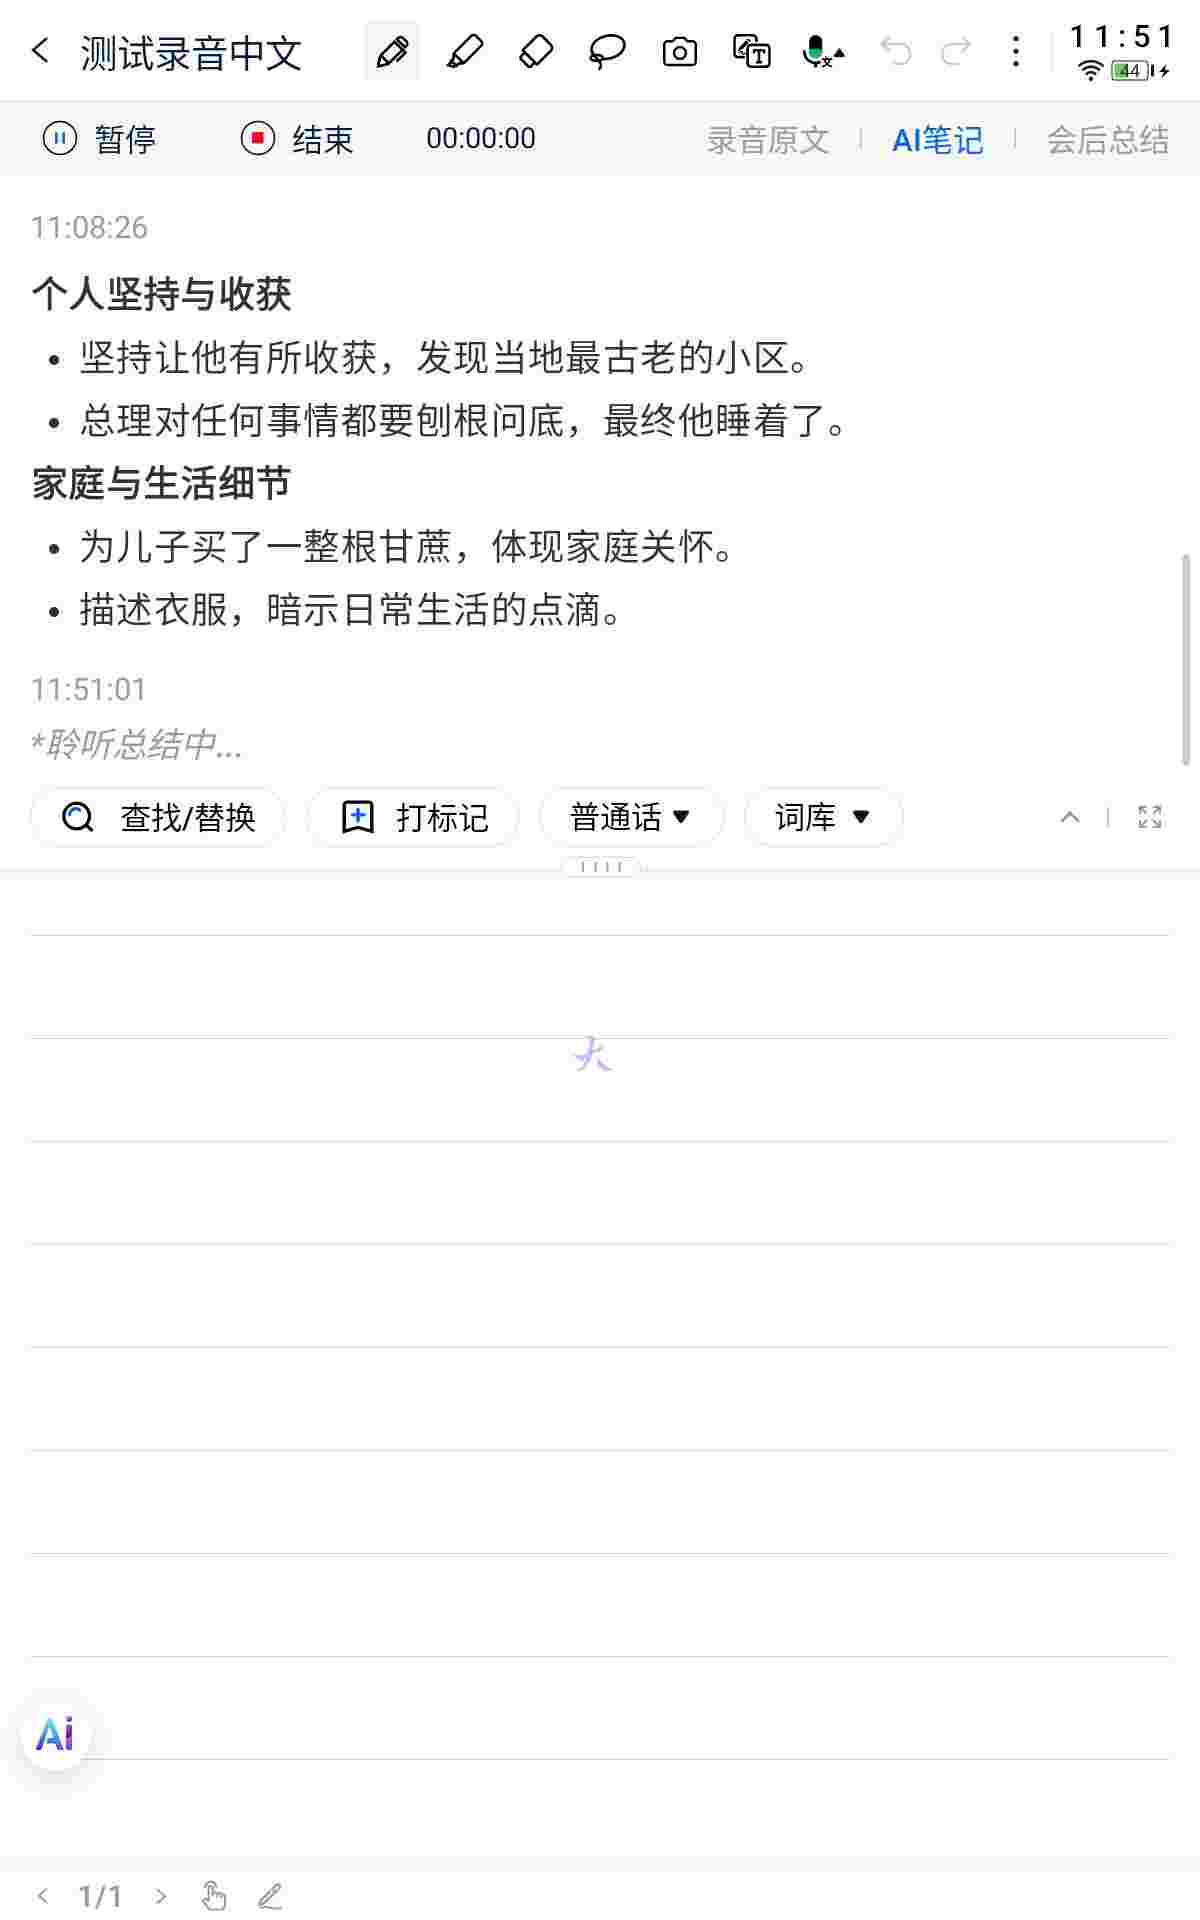 测试录音中文
11:51
44
暂停 结束 00:00:00 录音原文 AI笔记 会后总结
11:08:26
个人坚持与收获
• 坚持让他有所收获，发现当地最古老的小区。
• 总理对任何事情都要刨根问底，最终他睡着了。
家庭与生活细节
• 为儿子买了一整根甘蔗，体现家庭关怀。
• 描述衣服，暗示日常生活的点滴。
11:51:01
*聆听总结中...
查找/替换 打标记 普通话 词库
大
Ai
1/1